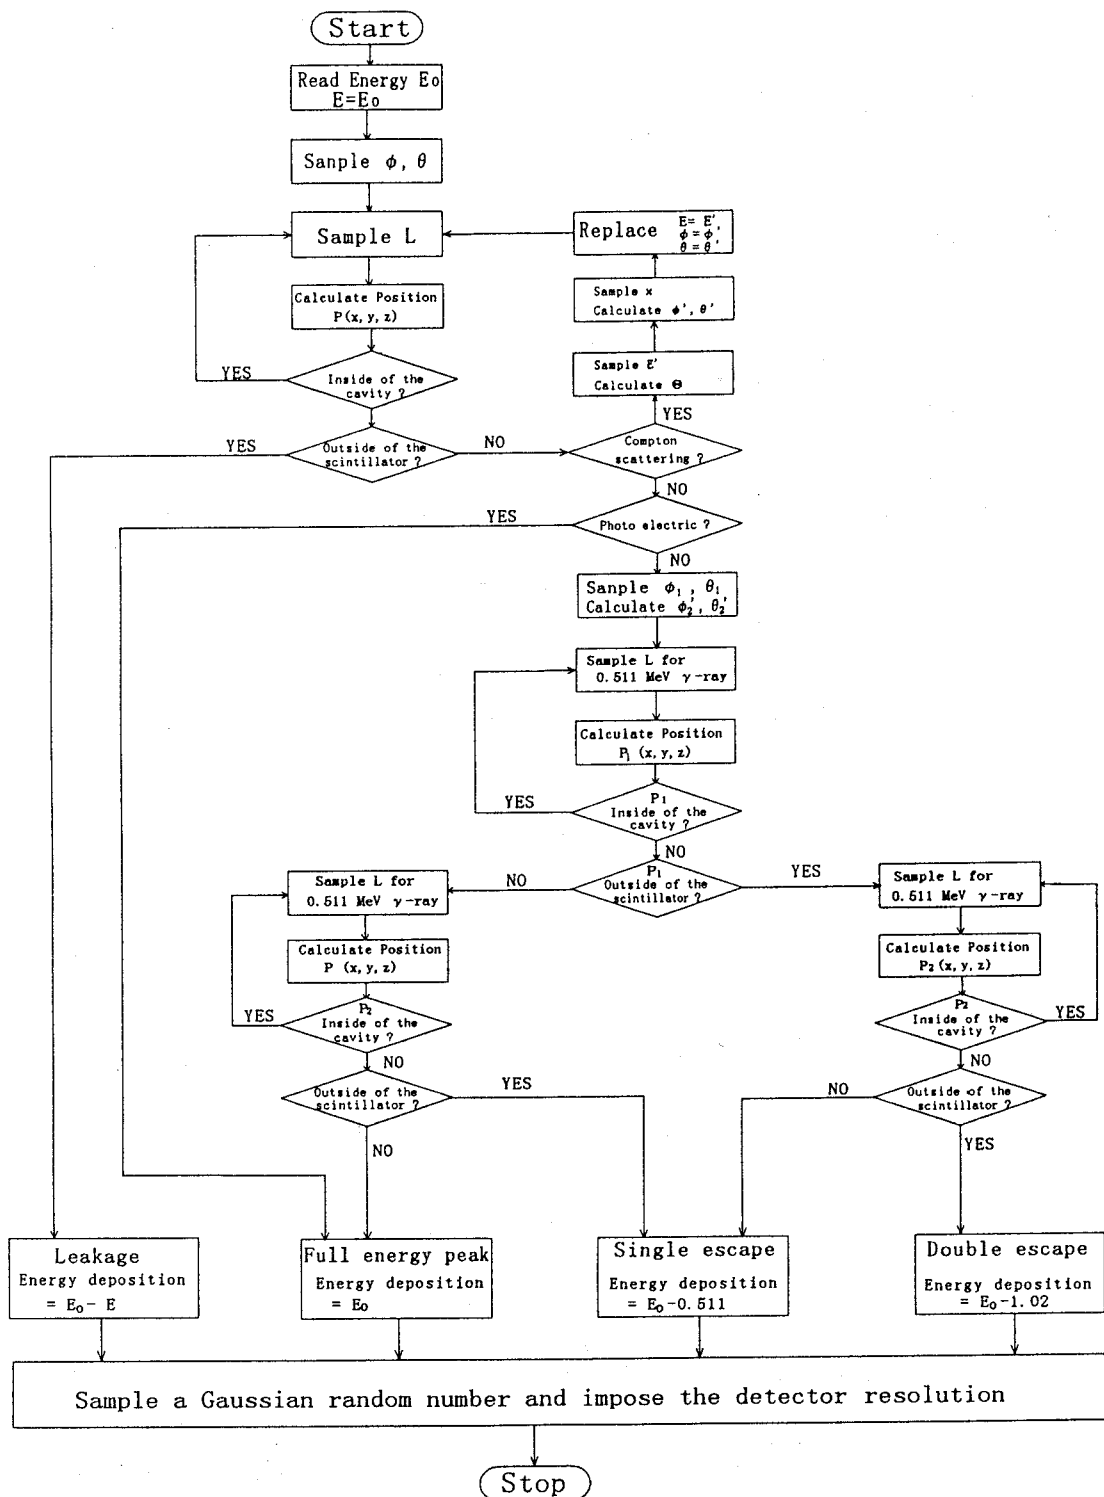 Start
Read Energy E₀
E=E₀
Sanple φ, θ
Sample L
Replace E= E'
φ = φ'
θ = θ'
Calculate Position
P(x, y, z)
Sample x
Calculate φ', θ'
Sample E'
Calculate Θ
YES
Inside of the
cavity ?
YES
YES
Outside of the
scintillator ?
NO
Compton
scattering ?
NO
YES
Photo electric ?
NO
Sanple φ₁ , θ₁
Calculate φ₂', θ₂'
Sample L for
0.511 MeV γ-ray
Calculate Position
P₁ (x, y, z)
YES
P₁
Inside of the
cavity ?
NO
P₁
Outside of the
scintillator ?
NO
YES
Sample L for
0.511 MeV γ-ray
Sample L for
0.511 MeV γ-ray
Calculate Position
P (x, y, z)
Calculate Position
P₂ (x, y, z)
YES
P₂
Inside of the
cavity ?
NO
P₂
Inside of the
cavity ?
YES
NO
Outside of the
scintillator ?
YES
NO
NO
Outside of the
scintillator ?
YES
Leakage
Energy deposition
= E₀ - E
Full energy peak
Energy deposition
= E₀
Single escape
Energy deposition
= E₀-0.511
Double escape
Energy deposition
= E₀-1.02
Sample a Gaussian random number and impose the detector resolution
Stop